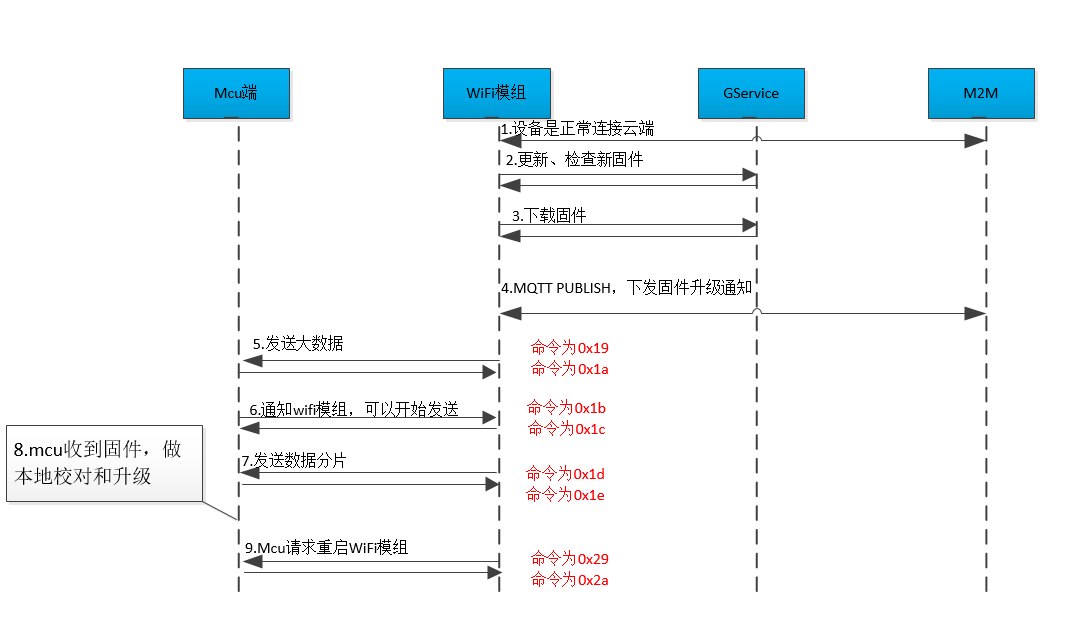 Mcu端
WiFi模组
GService
M2M
1.设备是正常连接云端
2.更新、检查新固件
3.下载固件
4.MQTT PUBLISH，下发固件升级通知
5.发送大数据
命令为0x19
命令为0x1a
6.通知wifi模组，可以开始发送
命令为0x1b
命令为0x1c
8.mcu收到固件，做
本地校对和升级
7.发送数据分片
命令为0x1d
命令为0x1e
9.Mcu请求重启WiFi模组
命令为0x29
命令为0x2a